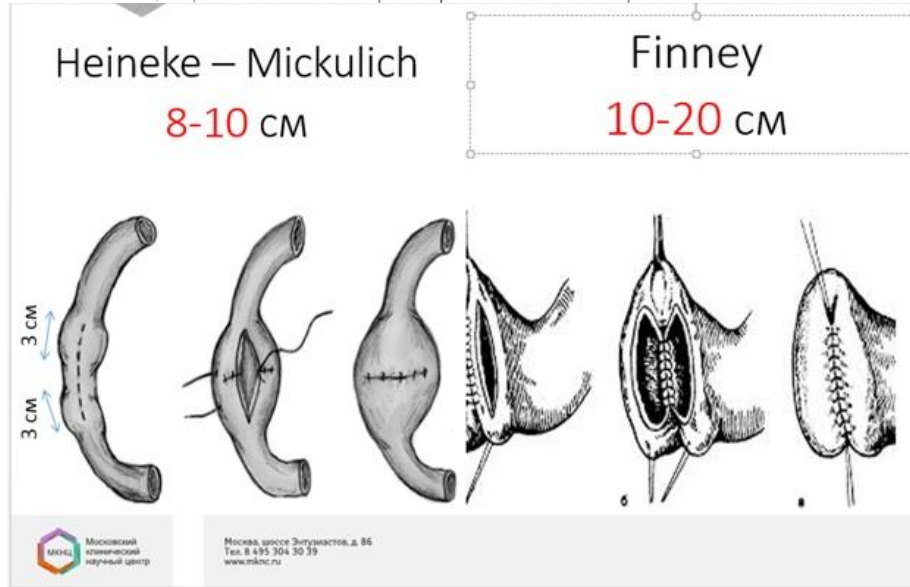 Heineke – Mickulich
8-10 см
Finney
10-20 см
3 см
3 см
б
в
МКНЦ
Московский
клинический
научный центр
Москва, шоссе Энтузиастов, д. 86
Тел. 8 495 304 30 39
www.mknc.ru